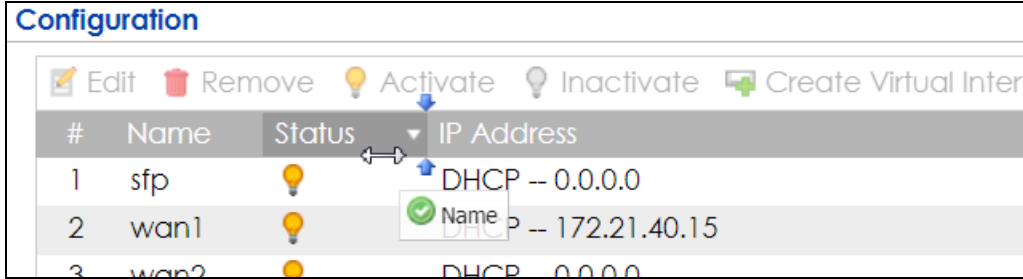 Configuration
Edit Remove Activate Inactivate Create Virtual Inter
# Name Status IP Address
1 sfp DHCP -- 0.0.0.0
Name
2 wan1 DHCP -- 172.21.40.15
3 wan2 DHCP 0.0.0.0